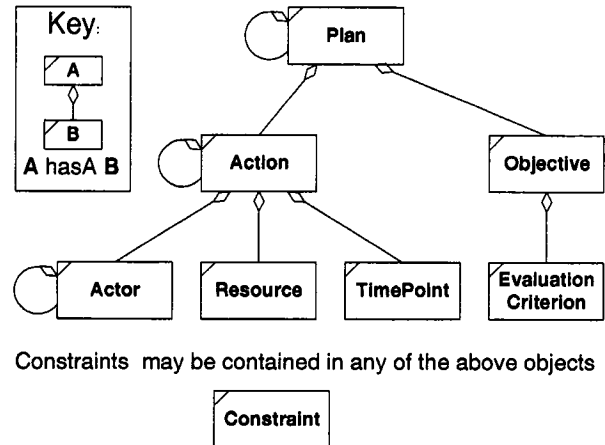 Key:
A
B
A hasA B
Plan
Action
Objective
Actor
Resource
TimePoint
Evaluation
Criterion
Constraints may be contained in any of the above objects
Constraint